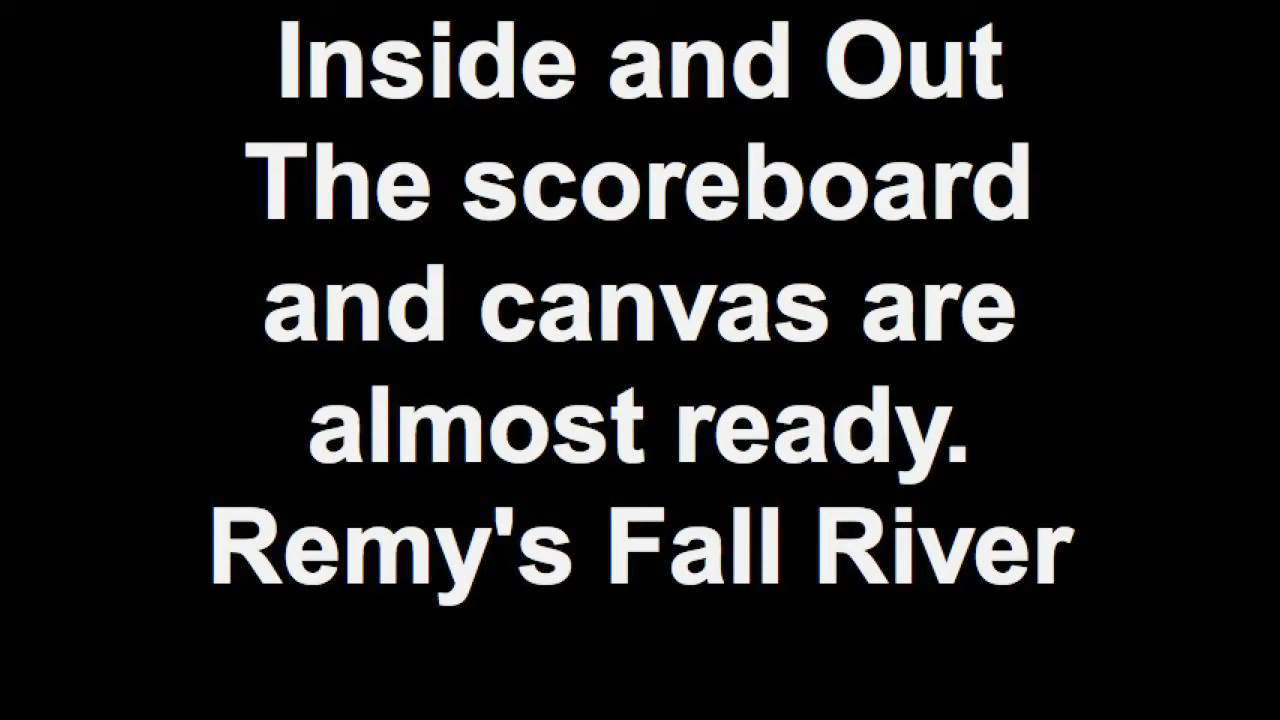 Inside and Out
The scoreboard
and canvas are
almost ready.
Remy's Fall River